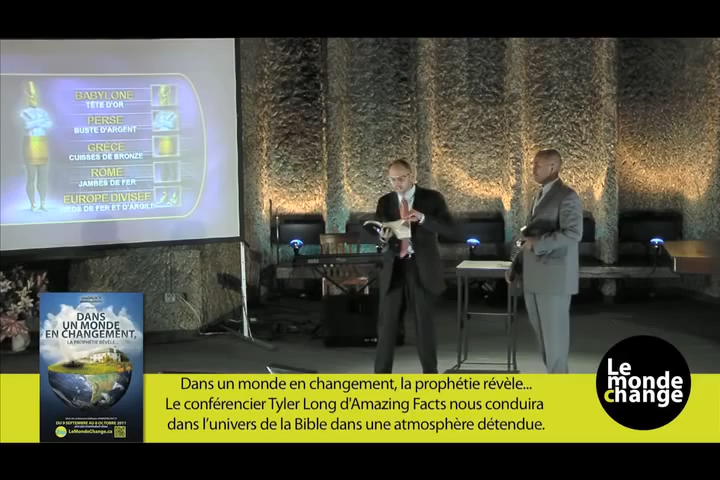 BABYLONE
TÊTE D'OR
PERSE
BUSTE D'ARGENT
GRÈCE
CUISSES DE BRONZE
ROME
JAMBES DE FER
EUROPE DIVISÉE
PIEDS DE FER ET D'ARGILE
Le
monde
change
DANS
UN MONDE
EN CHANGEMENT,
LA PROPHÉTIE RÉVÈLE...
DU 9 SEPTEMBRE AU 8 OCTOBRE 2011
LeMondeChange.ca
Dans un monde en changement, la prophétie révèle...
Le conférencier Tyler Long d'Amazing Facts nous conduira
dans l'univers de la Bible dans une atmosphère détendue.
Le
monde
change